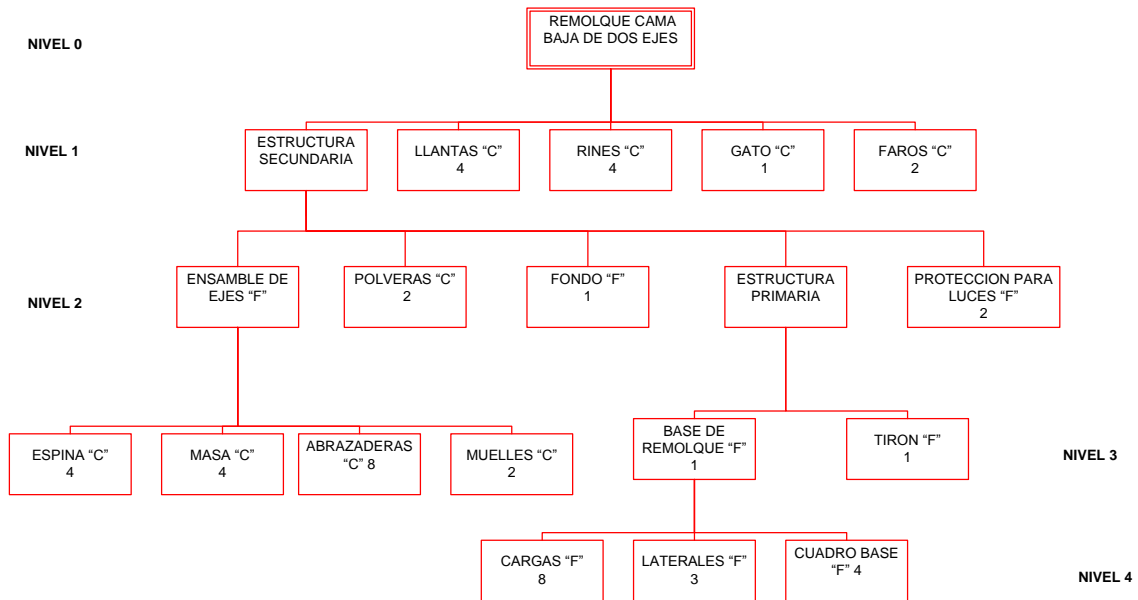 REMOLQUE CAMA
BAJA DE DOS EJES
NIVEL 0
NIVEL 1
ESTRUCTURA
SECUNDARIA
LLANTAS “C”
4
RINES “C”
4
GATO “C”
1
FAROS “C”
2
NIVEL 2
ENSAMBLE DE
EJES “F”
POLVERAS “C”
2
FONDO “F”
1
ESTRUCTURA
PRIMARIA
PROTECCION PARA
LUCES “F”
2
ESPINA “C”
4
MASA “C”
4
ABRAZADERAS
“C” 8
MUELLES “C”
2
BASE DE
REMOLQUE “F”
1
TIRON “F”
1
NIVEL 3
CARGAS “F”
8
LATERALES “F”
3
CUADRO BASE
“F” 4
NIVEL 4